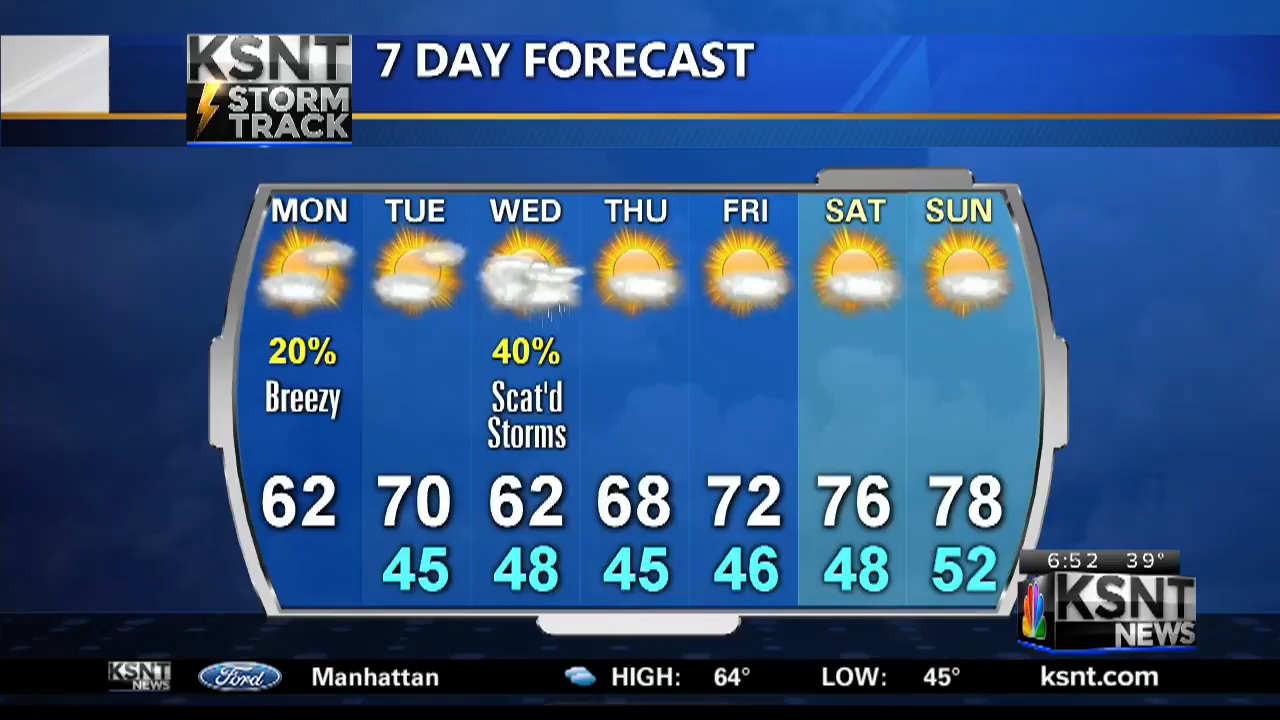 KSNT
STORM
TRACK
7 DAY FORECAST
MON TUE WED THU FRI SAT SUN
20% 40%
Breezy Scat'd
Storms
62 70 62 68 72 76 78
45 48 45 46 48 52
6:52 39°
KSNT
NEWS
KSNT
NEWS
Ford Manhattan HIGH: 64° LOW: 45° ksnt.com